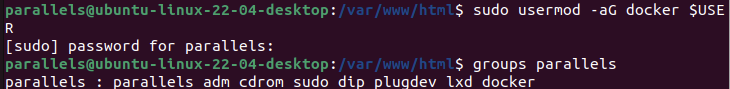 parallels@ubuntu-linux-22-04-desktop:/var/www/html$ sudo usermod -aG docker $USE
R
[sudo] password for parallels:
parallels@ubuntu-linux-22-04-desktop:/var/www/html$ groups parallels
parallels : parallels adm cdrom sudo dip plugdev lxd docker